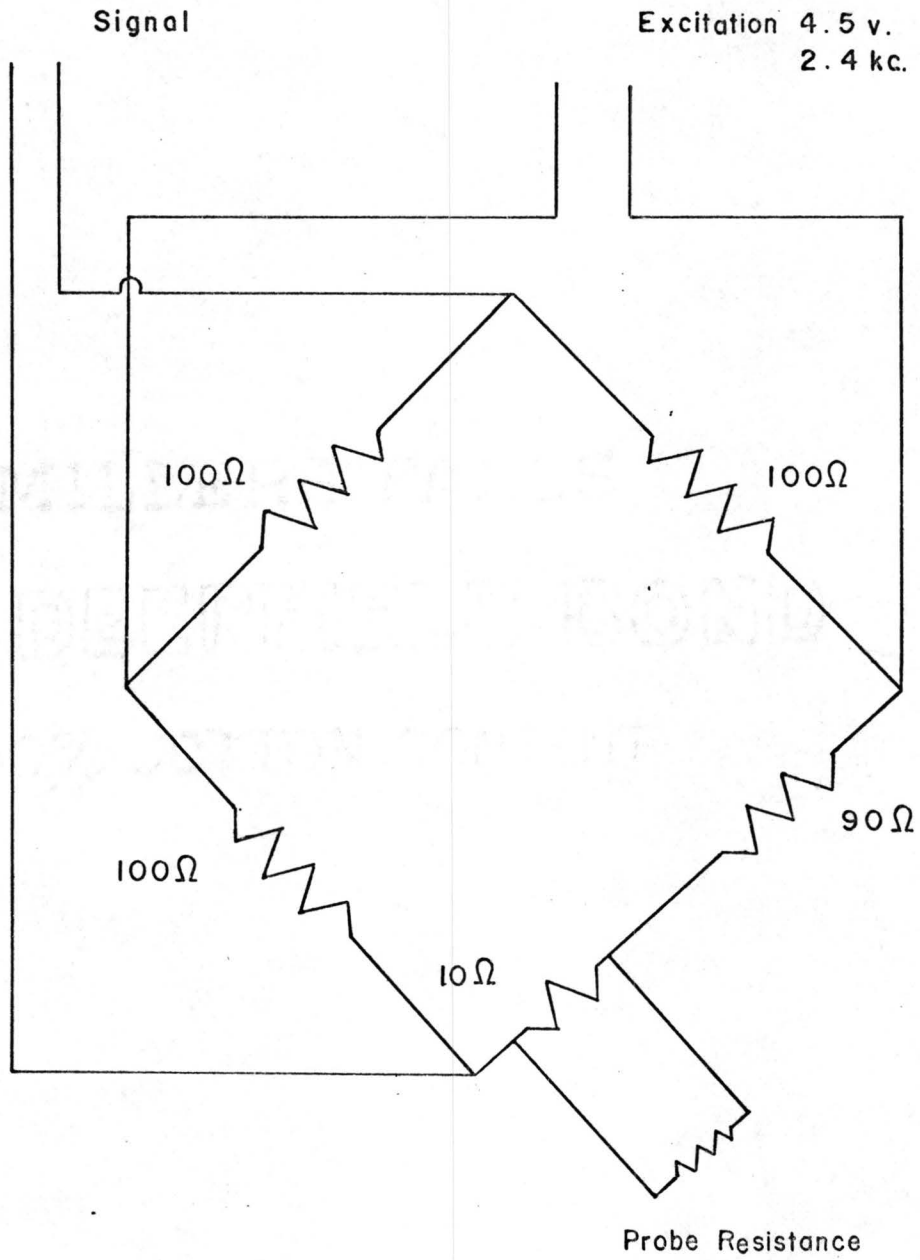 Signal
Excitation 4.5 v.
2.4 kc.
100Ω
100Ω
100Ω
90Ω
10Ω
Probe Resistance